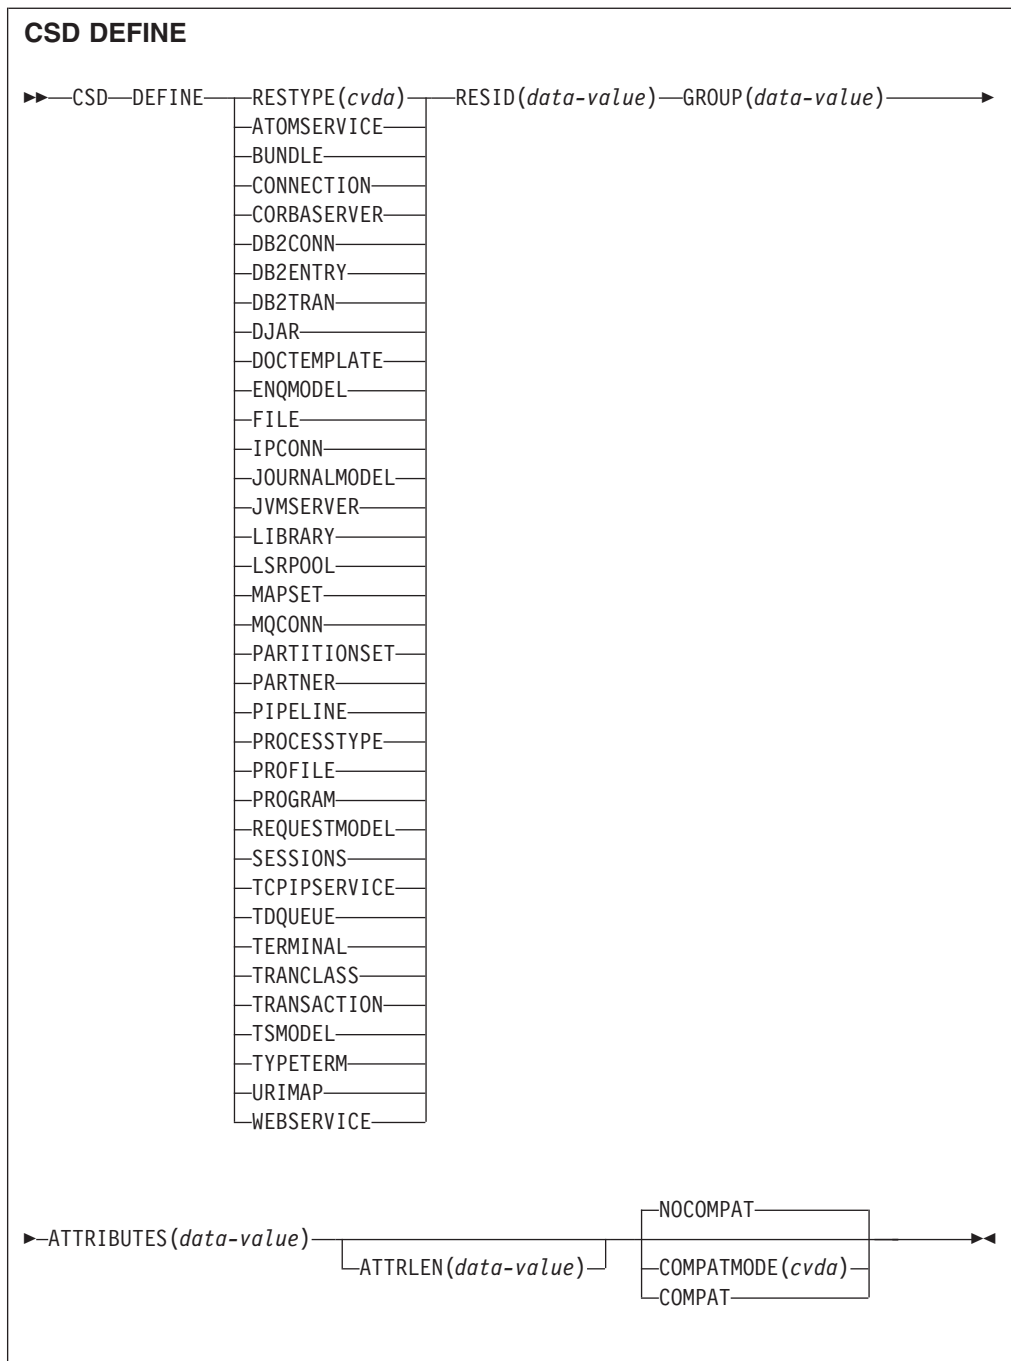 CSD DEFINE
CSD DEFINE RESTYPE(cvda) RESID(data-value) GROUP(data-value)
ATOMSERVICE
BUNDLE
CONNECTION
CORBASERVER
DB2CONN
DB2ENTRY
DB2TRAN
DJAR
DOCTEMPLATE
ENQMODEL
FILE
IPCONN
JOURNALMODEL
JVMSERVER
LIBRARY
LSRPOOL
MAPSET
MQCONN
PARTITIONSET
PARTNER
PIPELINE
PROCESSTYPE
PROFILE
PROGRAM
REQUESTMODEL
SESSIONS
TCPIPSERVICE
TDQUEUE
TERMINAL
TRANCLASS
TRANSACTION
TSMODEL
TYPETERM
URIMAP
WEBSERVICE
NOCOMPAT
ATTRIBUTES(data-value)
ATTRLEN(data-value) COMPATMODE(cvda)
COMPAT